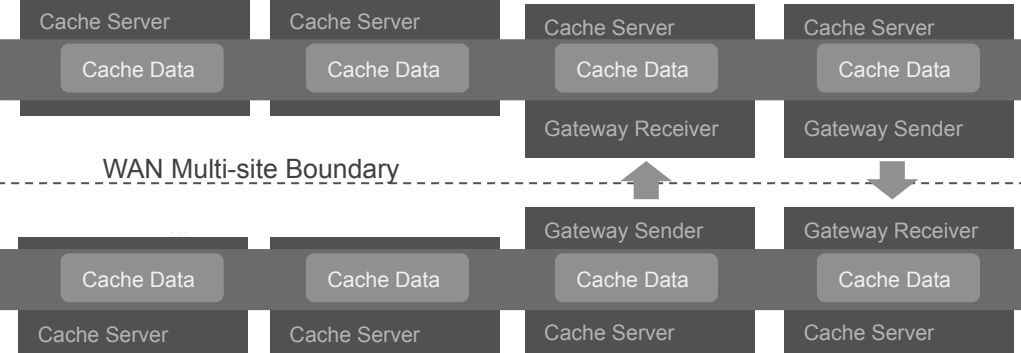 Cache Server
Cache Server
Cache Server
Cache Server
Cache Data
Cache Data
Cache Data
Cache Data
Gateway Receiver
Gateway Sender
WAN Multi-site Boundary
Gateway Sender
Gateway Receiver
Cache Data
Cache Data
Cache Data
Cache Data
Cache Server
Cache Server
Cache Server
Cache Server